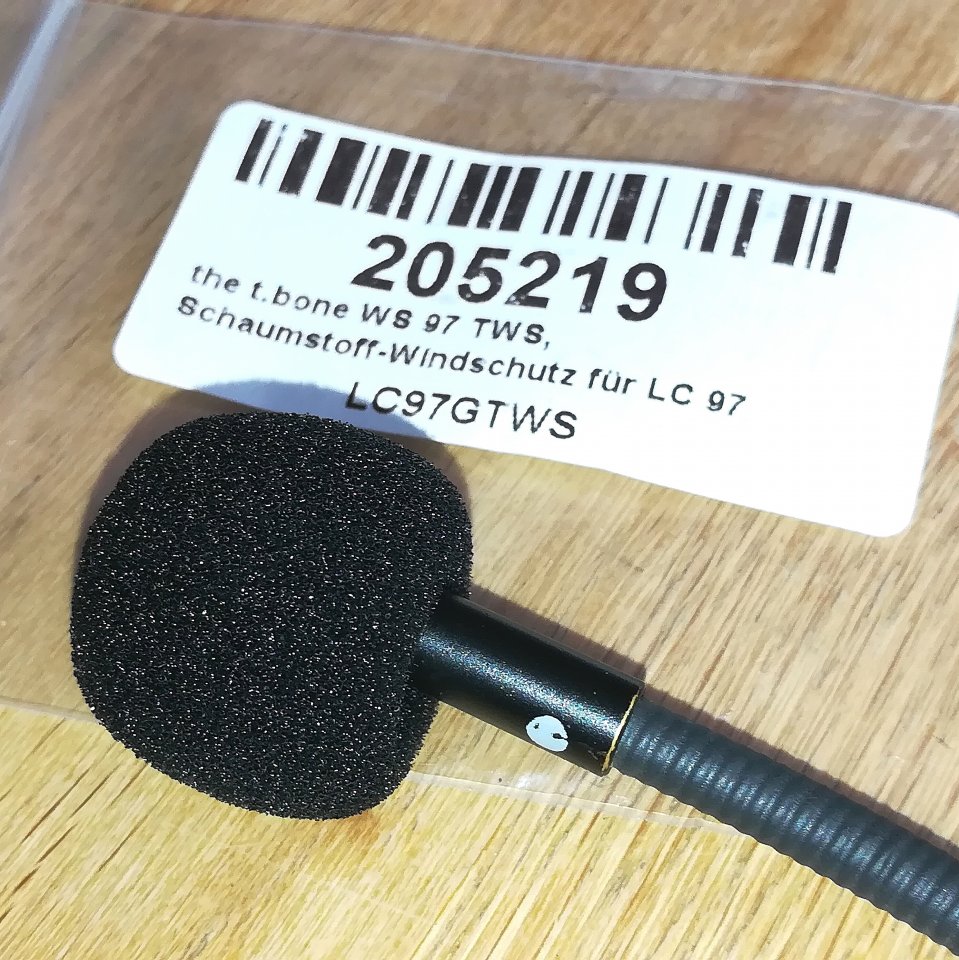 205219
the t.bone WS 97 TWS,
Schaumstoff-Windschutz für LC 97
LC97GTWS